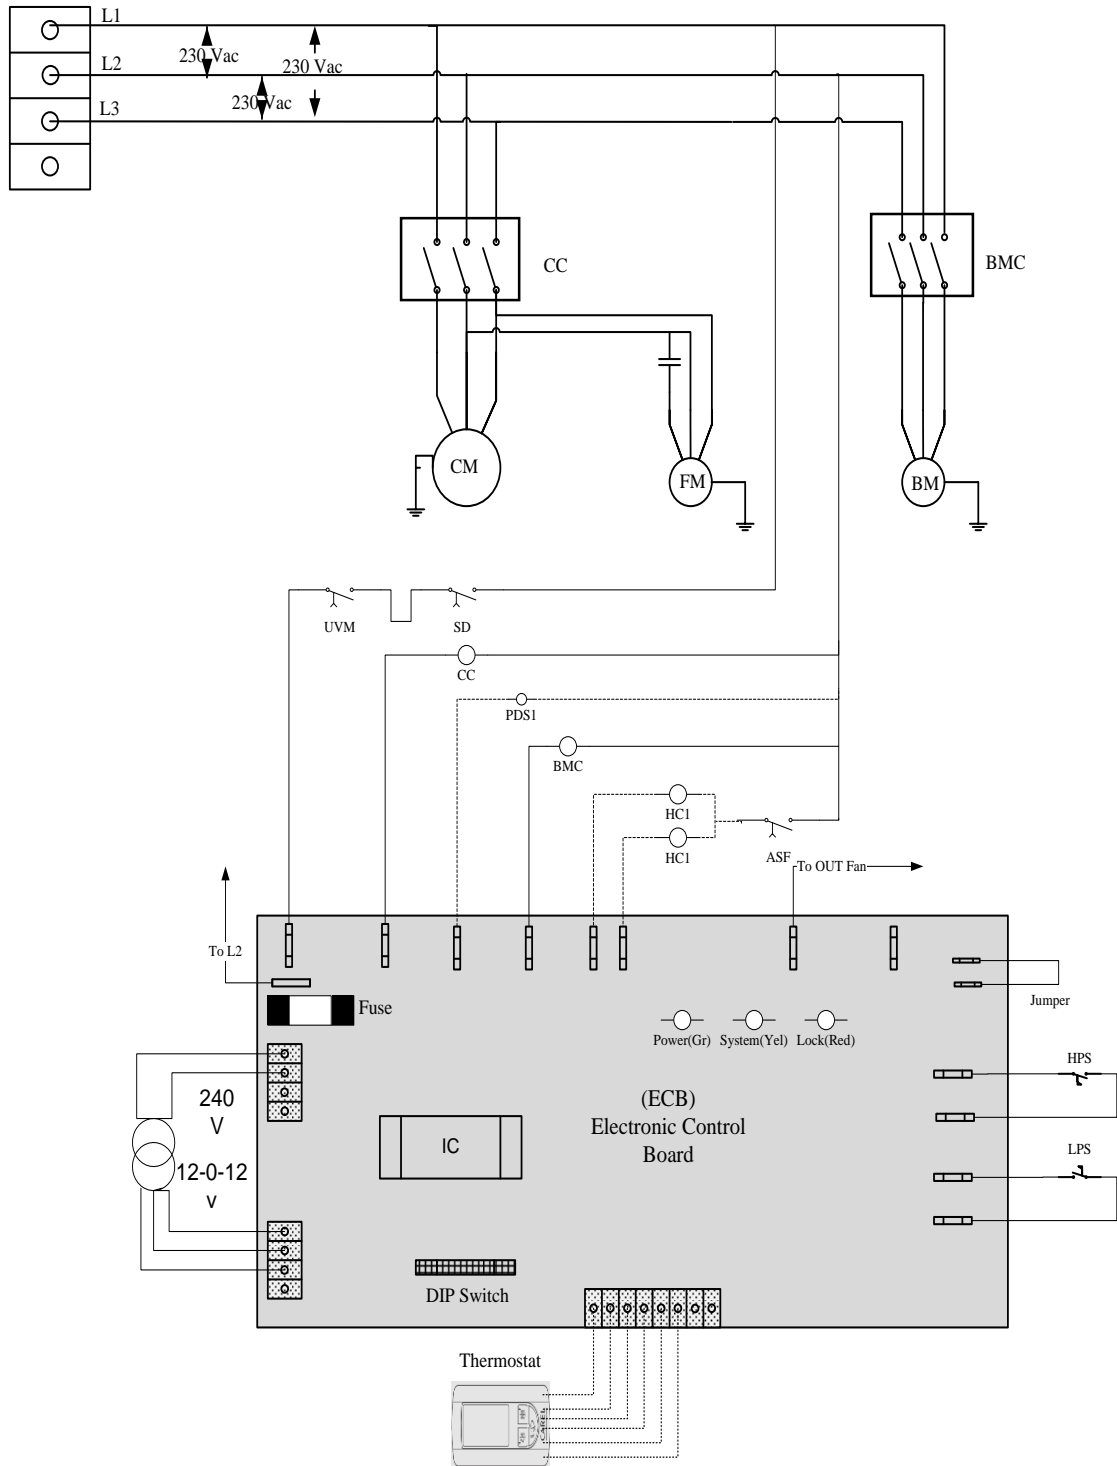 L1
230 Vac
L2
230 Vac
230 Vac
L3
CC
BMC
CM
FM
BM
UVM
SD
CC
PDS1
BMC
HC1
HC1
ASF
To OUT Fan
To L2
Fuse
Jumper
Power(Gr)
System(Yel)
Lock(Red)
HPS
240
V
(ECB)
Electronic Control
Board
IC
LPS
12-0-12
v
DIP Switch
Thermostat
CAREL